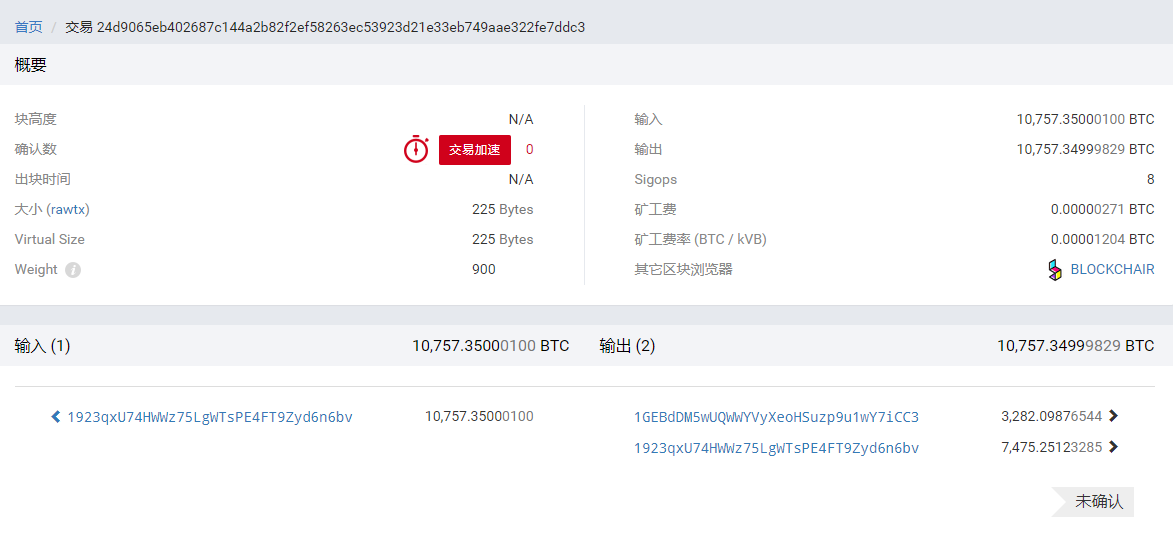 首页 / 交易 24d9065eb402687c144a2b82f2ef58263ec53923d21e33eb749aae322fe7ddc3
概要
块高度 N/A
确认数 交易加速 0
出块时间 N/A
大小 (rawtx) 225 Bytes
Virtual Size 225 Bytes
Weight i 900
输入 10,757.35000100 BTC
输出 10,757.34999829 BTC
Sigops 8
矿工费 0.00000271 BTC
矿工费率 (BTC / kVB) 0.00001204 BTC
其它区块浏览器 BLOCKCHAIR
输入 (1) 10,757.35000100 BTC
1923qxU74HWWz75LgWTsPE4FT9Zyd6n6bv 10,757.35000100
输出 (2) 10,757.34999829 BTC
1GEBdDM5wUQWWYVyXeoHSuzp9u1wY7iCC3 3,282.09876544
1923qxU74HWWz75LgWTsPE4FT9Zyd6n6bv 7,475.25123285
未确认